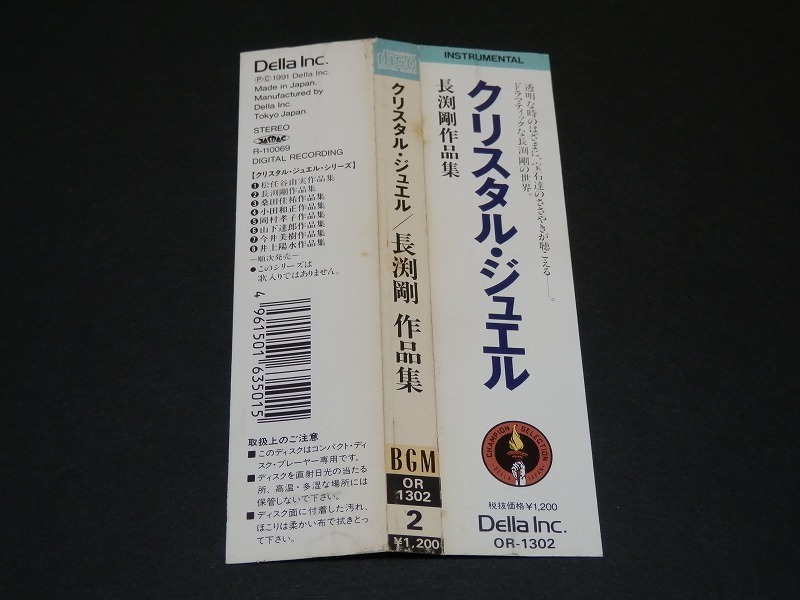 Della Inc.
ⓅⒸ1991 Della Inc.
Made in Japan.
Manufactured by
Della Inc.
Tokyo Japan.
STEREO
JASRAC
R-110069
DIGITAL RECORDING
【クリスタル・ジュエル・シリーズ】
❶松任谷由実作品集
❷長渕剛作品集
❸桑田佳祐作品集
❹小田和正作品集
❺岡村孝子作品集
❻山下達郎作品集
❼今井美樹作品集
❽井上陽水作品集
—順次発売—
●このシリーズは
歌入りではありません。
4961501635015
取扱上のご注意
■このディスクはコンパクト・ディ
スク・プレーヤー専用です。
■ディスクを直射日光の当たる
所、高温・多湿な場所には
保管しないで下さい。
■ディスク面に付着した汚れ、
ほこりは柔かい布で拭きとっ
て下さい。
disc
クリスタル・ジュエル／長渕剛 作品集
BGM
OR
1302
2
¥1,200
INSTRUMENTAL
透明な時のはざまに、宝石達のささやきが聴こえる——。
ドラマティックな長渕剛の世界。
クリスタル・ジュエル
長渕剛作品集
CHAMPION SELECTION
DELLA JAPAN
税抜価格¥1,200
Della Inc.
OR-1302